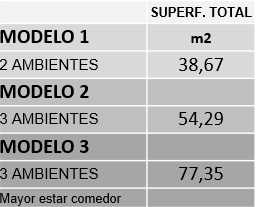 SUPERF. TOTAL
MODELO 1 m2
2 AMBIENTES 38,67
MODELO 2
3 AMBIENTES 54,29
MODELO 3
3 AMBIENTES 77,35
Mayor estar comedor